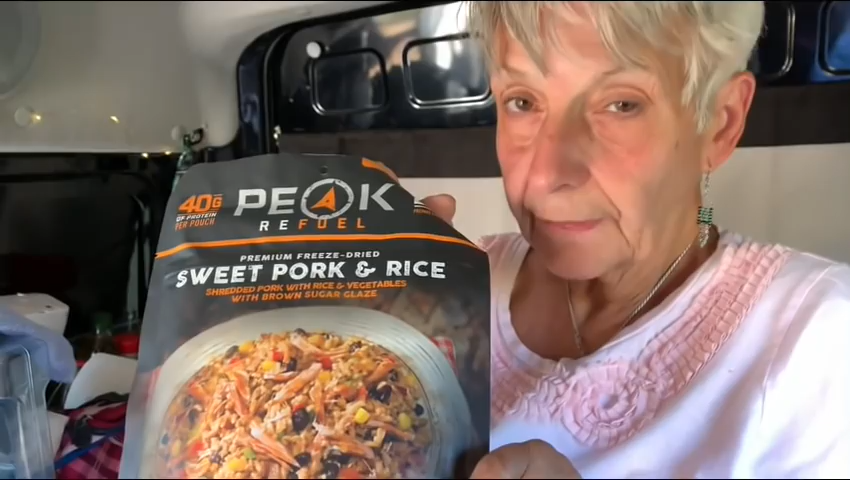 40G
OF PROTEIN
PER POUCH
PEAK
REFUEL
PREMIUM FREEZE-DRIED
SWEET PORK & RICE
SHREDDED PORK WITH RICE & VEGETABLES
WITH BROWN SUGAR GLAZE